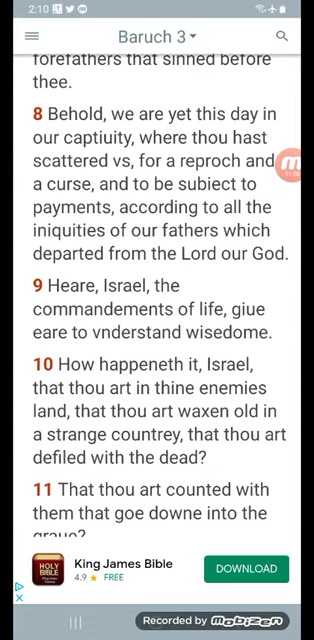 2:10
Baruch 3
forefathers that sinned before
thee.
8 Behold, we are yet this day in
our captiuity, where thou hast
scattered vs, for a reproch and
a curse, and to be subiect to
payments, according to all the
iniquities of our fathers which
departed from the Lord our God.
9 Heare, Israel, the
commandements of life, giue
eare to vnderstand wisedome.
10 How happeneth it, Israel,
that thou art in thine enemies
land, that thou art waxen old in
a strange countrey, that thou art
defiled with the dead?
11 That thou art counted with
them that goe downe into the
graue?
HOLY
BIBLE
King James Bible
4.9 ★ FREE
DOWNLOAD
Recorded by mobizen